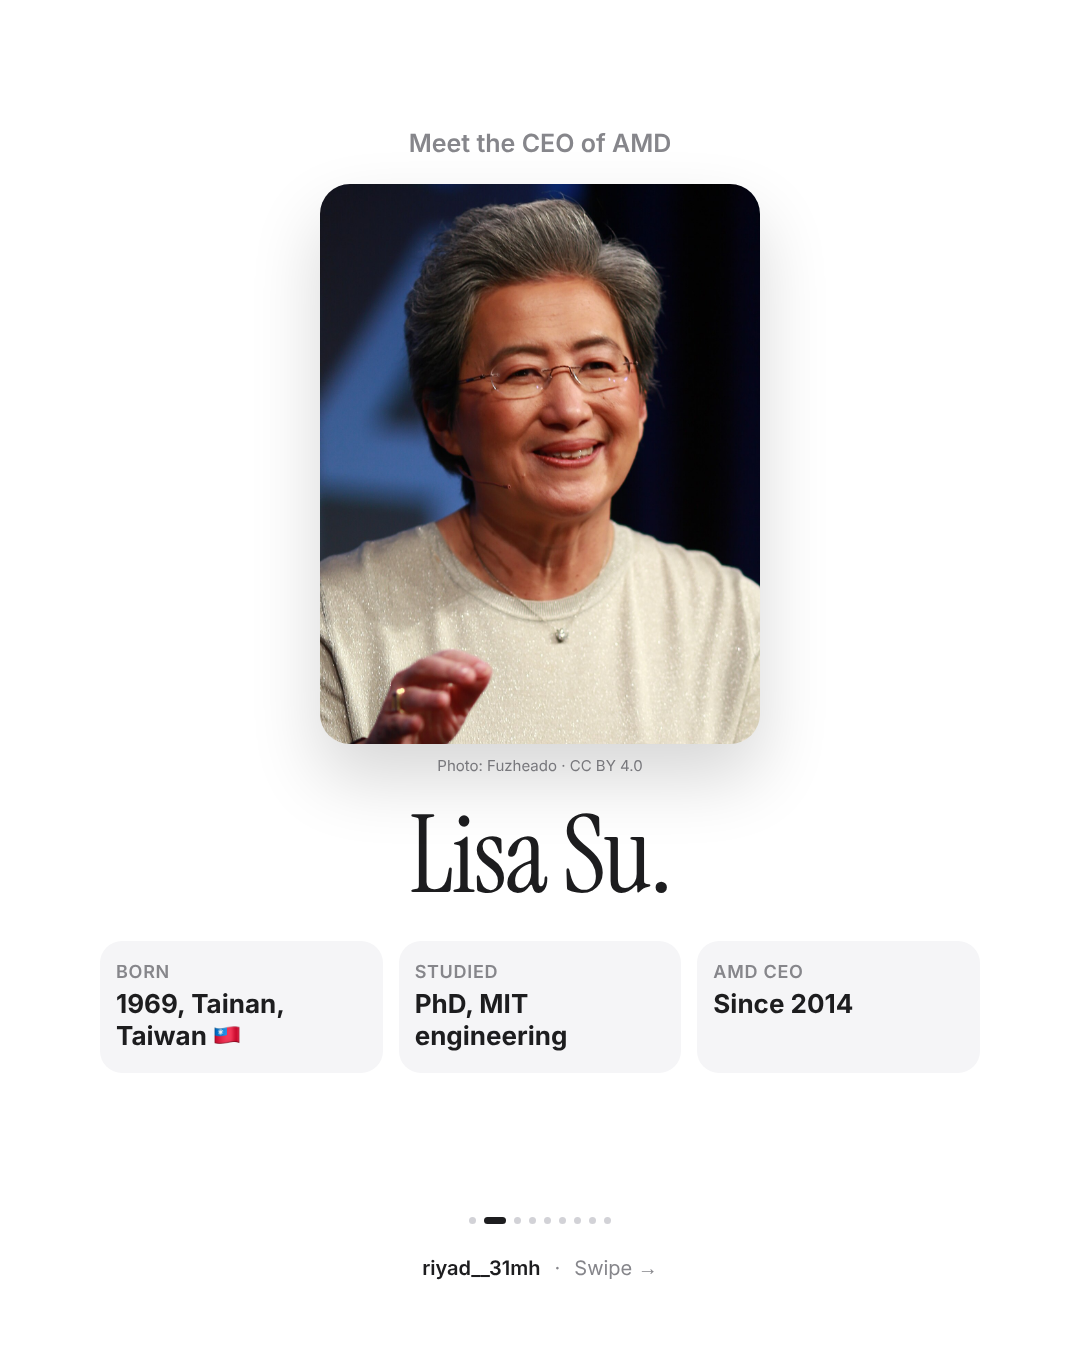 Meet the CEO of AMD
Photo: Fuzheado · CC BY 4.0
Lisa Su.
BORN
1969, Tainan,
Taiwan 🇹🇼
STUDIED
PhD, MIT
engineering
AMD CEO
Since 2014
riyad__31mh · Swipe →